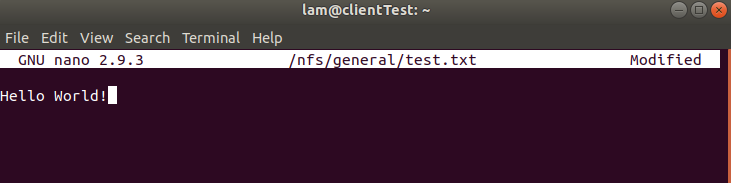 lam@clientTest: ~
File Edit View Search Terminal Help
GNU nano 2.9.3 /nfs/general/test.txt Modified
Hello World!